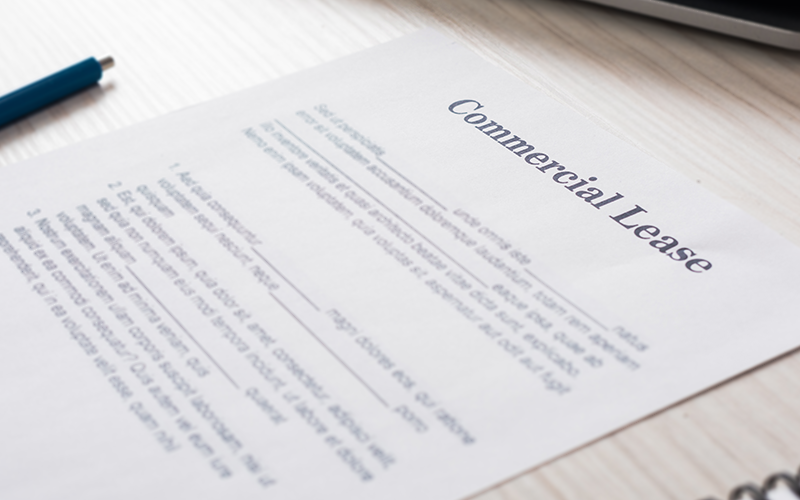 Commercial Lease
Sed ut perspiciatis unde omnis iste natus
error sit voluptatem accusantium doloremque laudantium, totam rem aperiam
eaque ipsa, quae ab
illo inventore veritatis et quasi architecto beatae vitae dicta sunt, explicabo.
Nemo enim ipsam voluptatem, quia voluptas sit, aspernatur aut odit aut fugit
1. Aed quia consequuntur magni dolores eos, qui ratione
voluptatem sequi nesciunt, neque porro
quisquam
2. Est, qui dolorem ipsum, quia dolor sit, amet, consectetur, adipisci velit,
sed quia non numquam eius modi tempora incidunt, ut labore et dolore
magnam aliquam quaerat
voluptatem. Ut enim ad minima veniam, quis
3. Nostrum exercitationem ullam corporis suscipit laboriosam, nisi ut
aliquid ex ea commodi consequatur? Quis autem vel eum iure
reprehenderit, qui in ea voluptate velit esse, quam nihil